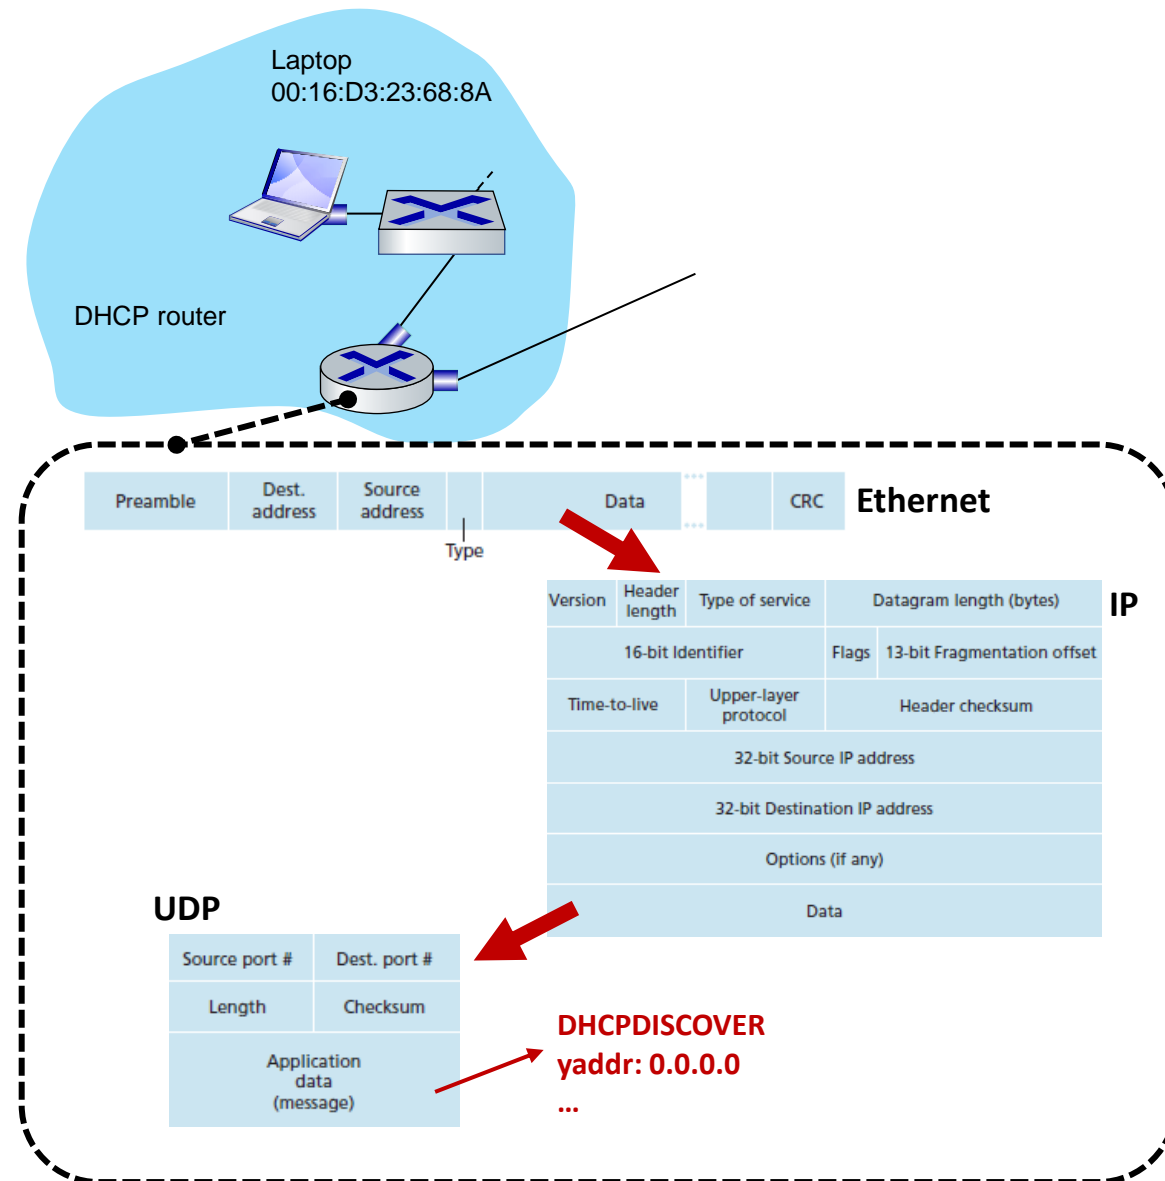 Laptop
00:16:D3:23:68:8A
DHCP router
Preamble
Dest.
address
Source
address
Type
Data
CRC
Ethernet
Version
Header
length
Type of service
Datagram length (bytes)
IP
16-bit Identifier
Flags
13-bit Fragmentation offset
Time-to-live
Upper-layer
protocol
Header checksum
32-bit Source IP address
32-bit Destination IP address
Options (if any)
Data
UDP
Source port #
Dest. port #
Length
Checksum
Application
data
(message)
DHCPDISCOVER
yaddr: 0.0.0.0
...